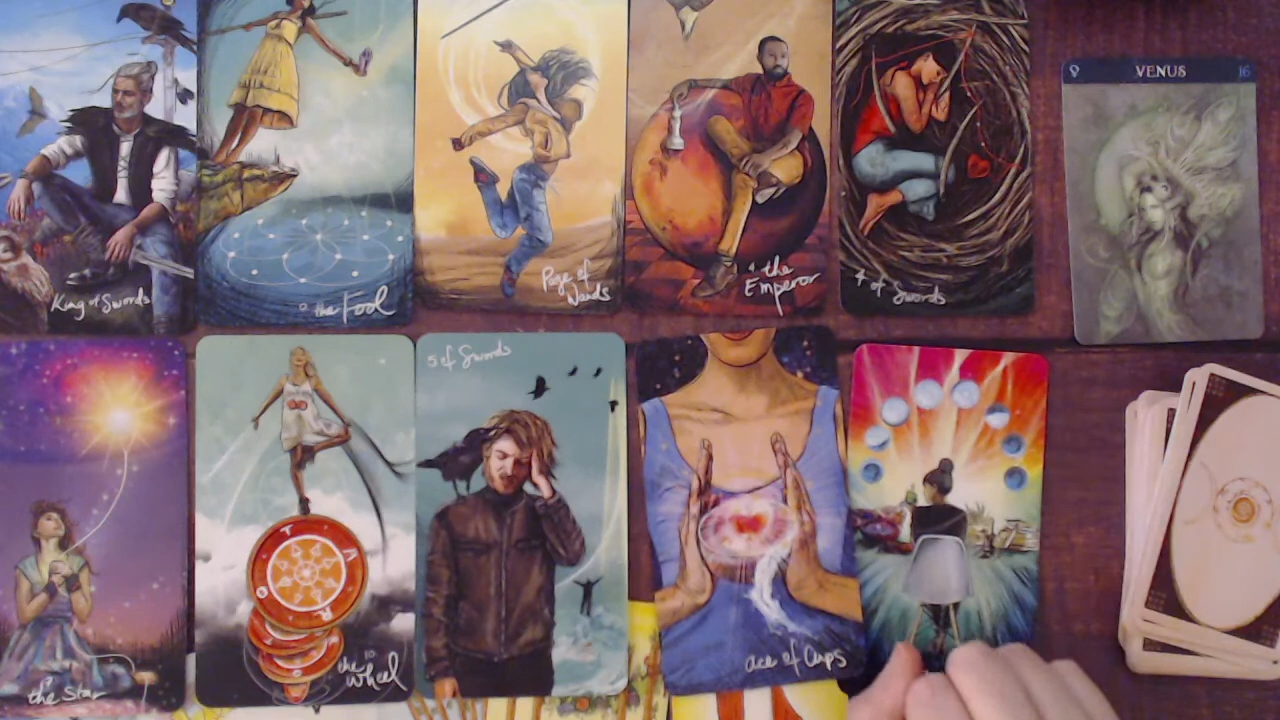 King of Swords
0 the Fool
Page of
Wands
4 the
Emperor
4 of Swords
VENUS 16
the Star
T A R O
the 10
Wheel
5 of Swords
ace of Cups